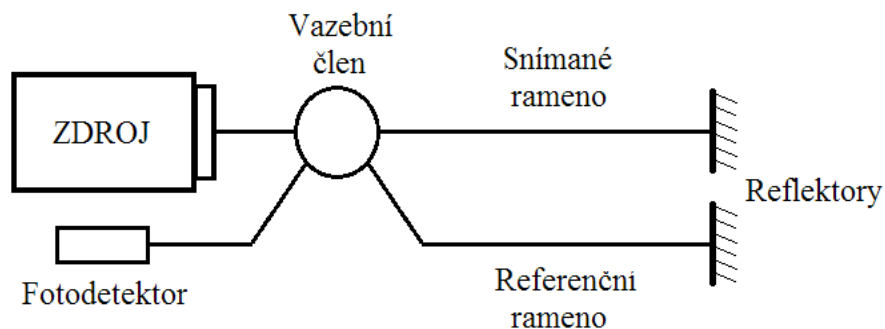 Vazební
člen
Snímané
rameno
ZDROJ
Reflektory
Fotodetektor
Referenční
rameno